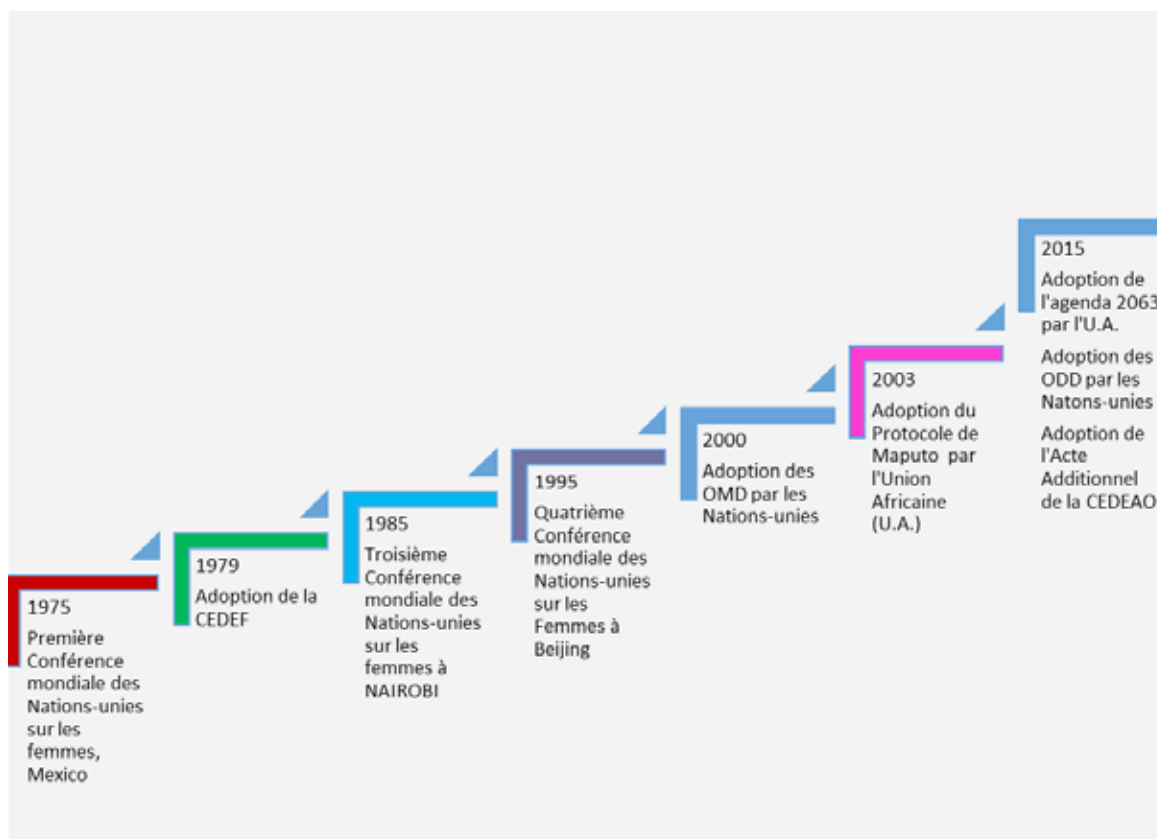 1975
Première
Conférence
mondiale des
Nations-unies
sur les
femmes,
Mexico
1979
Adoption de la
CEDEF
1985
Troisième
Conférence
mondiale des
Nations-unies
sur les
femmes à
NAIROBI
1995
Quatrième
Conférence
mondiale des
Nations-unies
sur les
Femmes à
Beijing
2000
Adoption des
OMD par les
Nations-unies
2003
Adoption du
Protocole de
Maputo par
l'Union
Africaine
(U.A.)
2015
Adoption de
l'agenda 2063
par l'U.A.
Adoption des
ODD par les
Natons-unies
Adoption de
l'Acte
Additionnel
de la CEDEAO